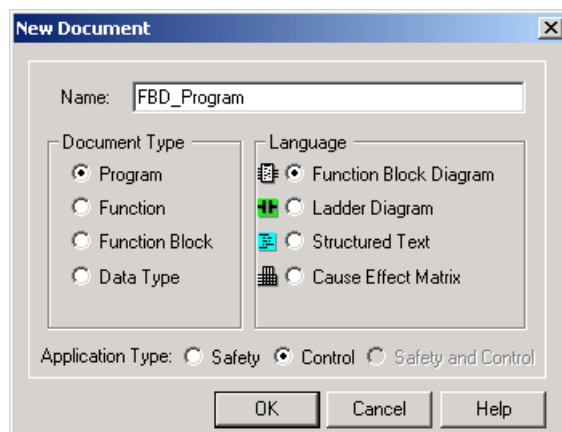 New Document
Name: FBD_Program
Document Type
Program
Function
Function Block
Data Type
Language
Function Block Diagram
Ladder Diagram
Structured Text
Cause Effect Matrix
Application Type: Safety Control Safety and Control
OK Cancel Help